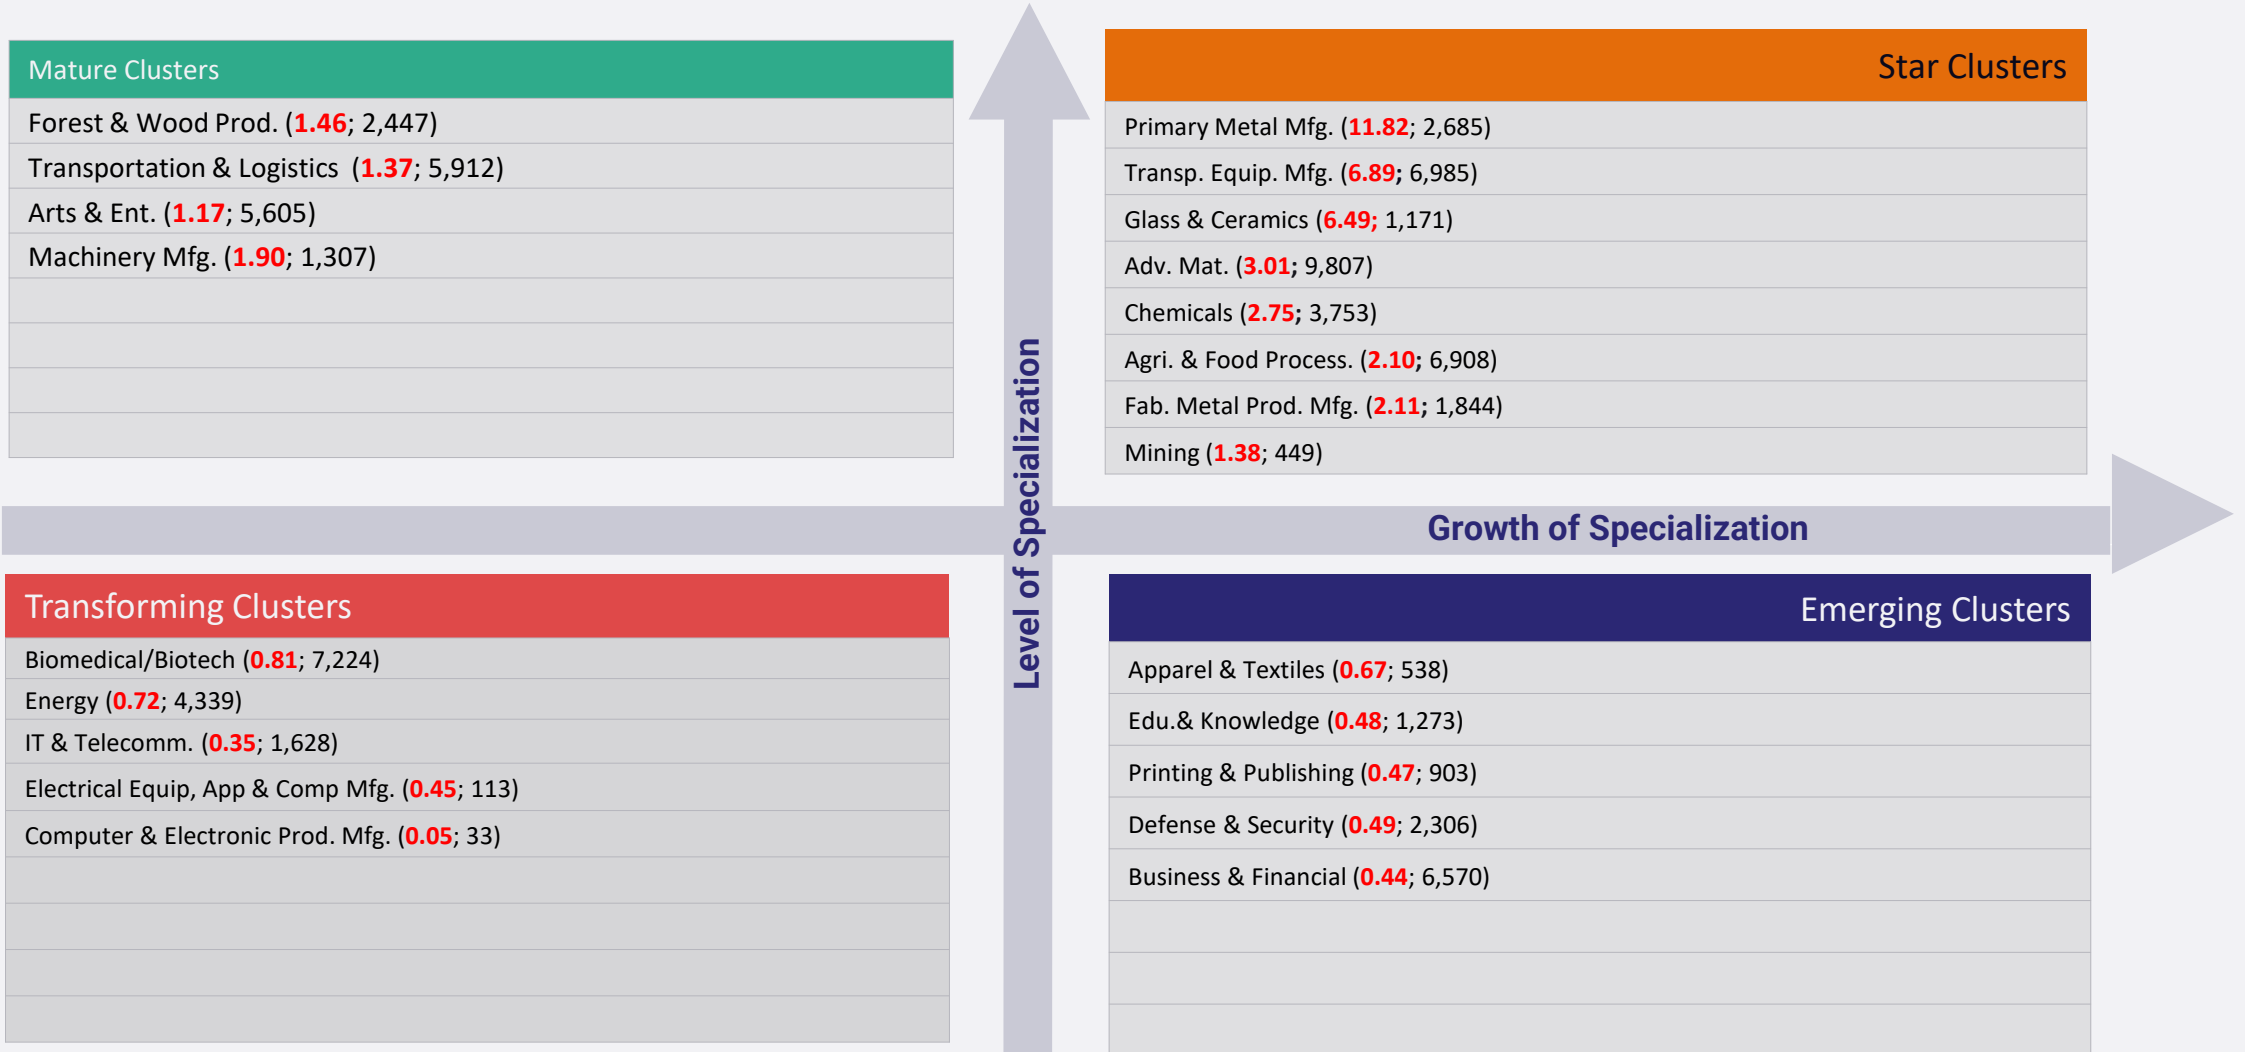 Mature Clusters
Forest & Wood Prod. (1.46; 2,447)
Transportation & Logistics (1.37; 5,912)
Arts & Ent. (1.17; 5,605)
Machinery Mfg. (1.90; 1,307)
Star Clusters
Primary Metal Mfg. (11.82; 2,685)
Transp. Equip. Mfg. (6.89; 6,985)
Glass & Ceramics (6.49; 1,171)
Adv. Mat. (3.01; 9,807)
Chemicals (2.75; 3,753)
Agri. & Food Process. (2.10; 6,908)
Fab. Metal Prod. Mfg. (2.11; 1,844)
Mining (1.38; 449)
Level of Specialization
Growth of Specialization
Transforming Clusters
Biomedical/Biotech (0.81; 7,224)
Energy (0.72; 4,339)
IT & Telecomm. (0.35; 1,628)
Electrical Equip, App & Comp Mfg. (0.45; 113)
Computer & Electronic Prod. Mfg. (0.05; 33)
Emerging Clusters
Apparel & Textiles (0.67; 538)
Edu.& Knowledge (0.48; 1,273)
Printing & Publishing (0.47; 903)
Defense & Security (0.49; 2,306)
Business & Financial (0.44; 6,570)